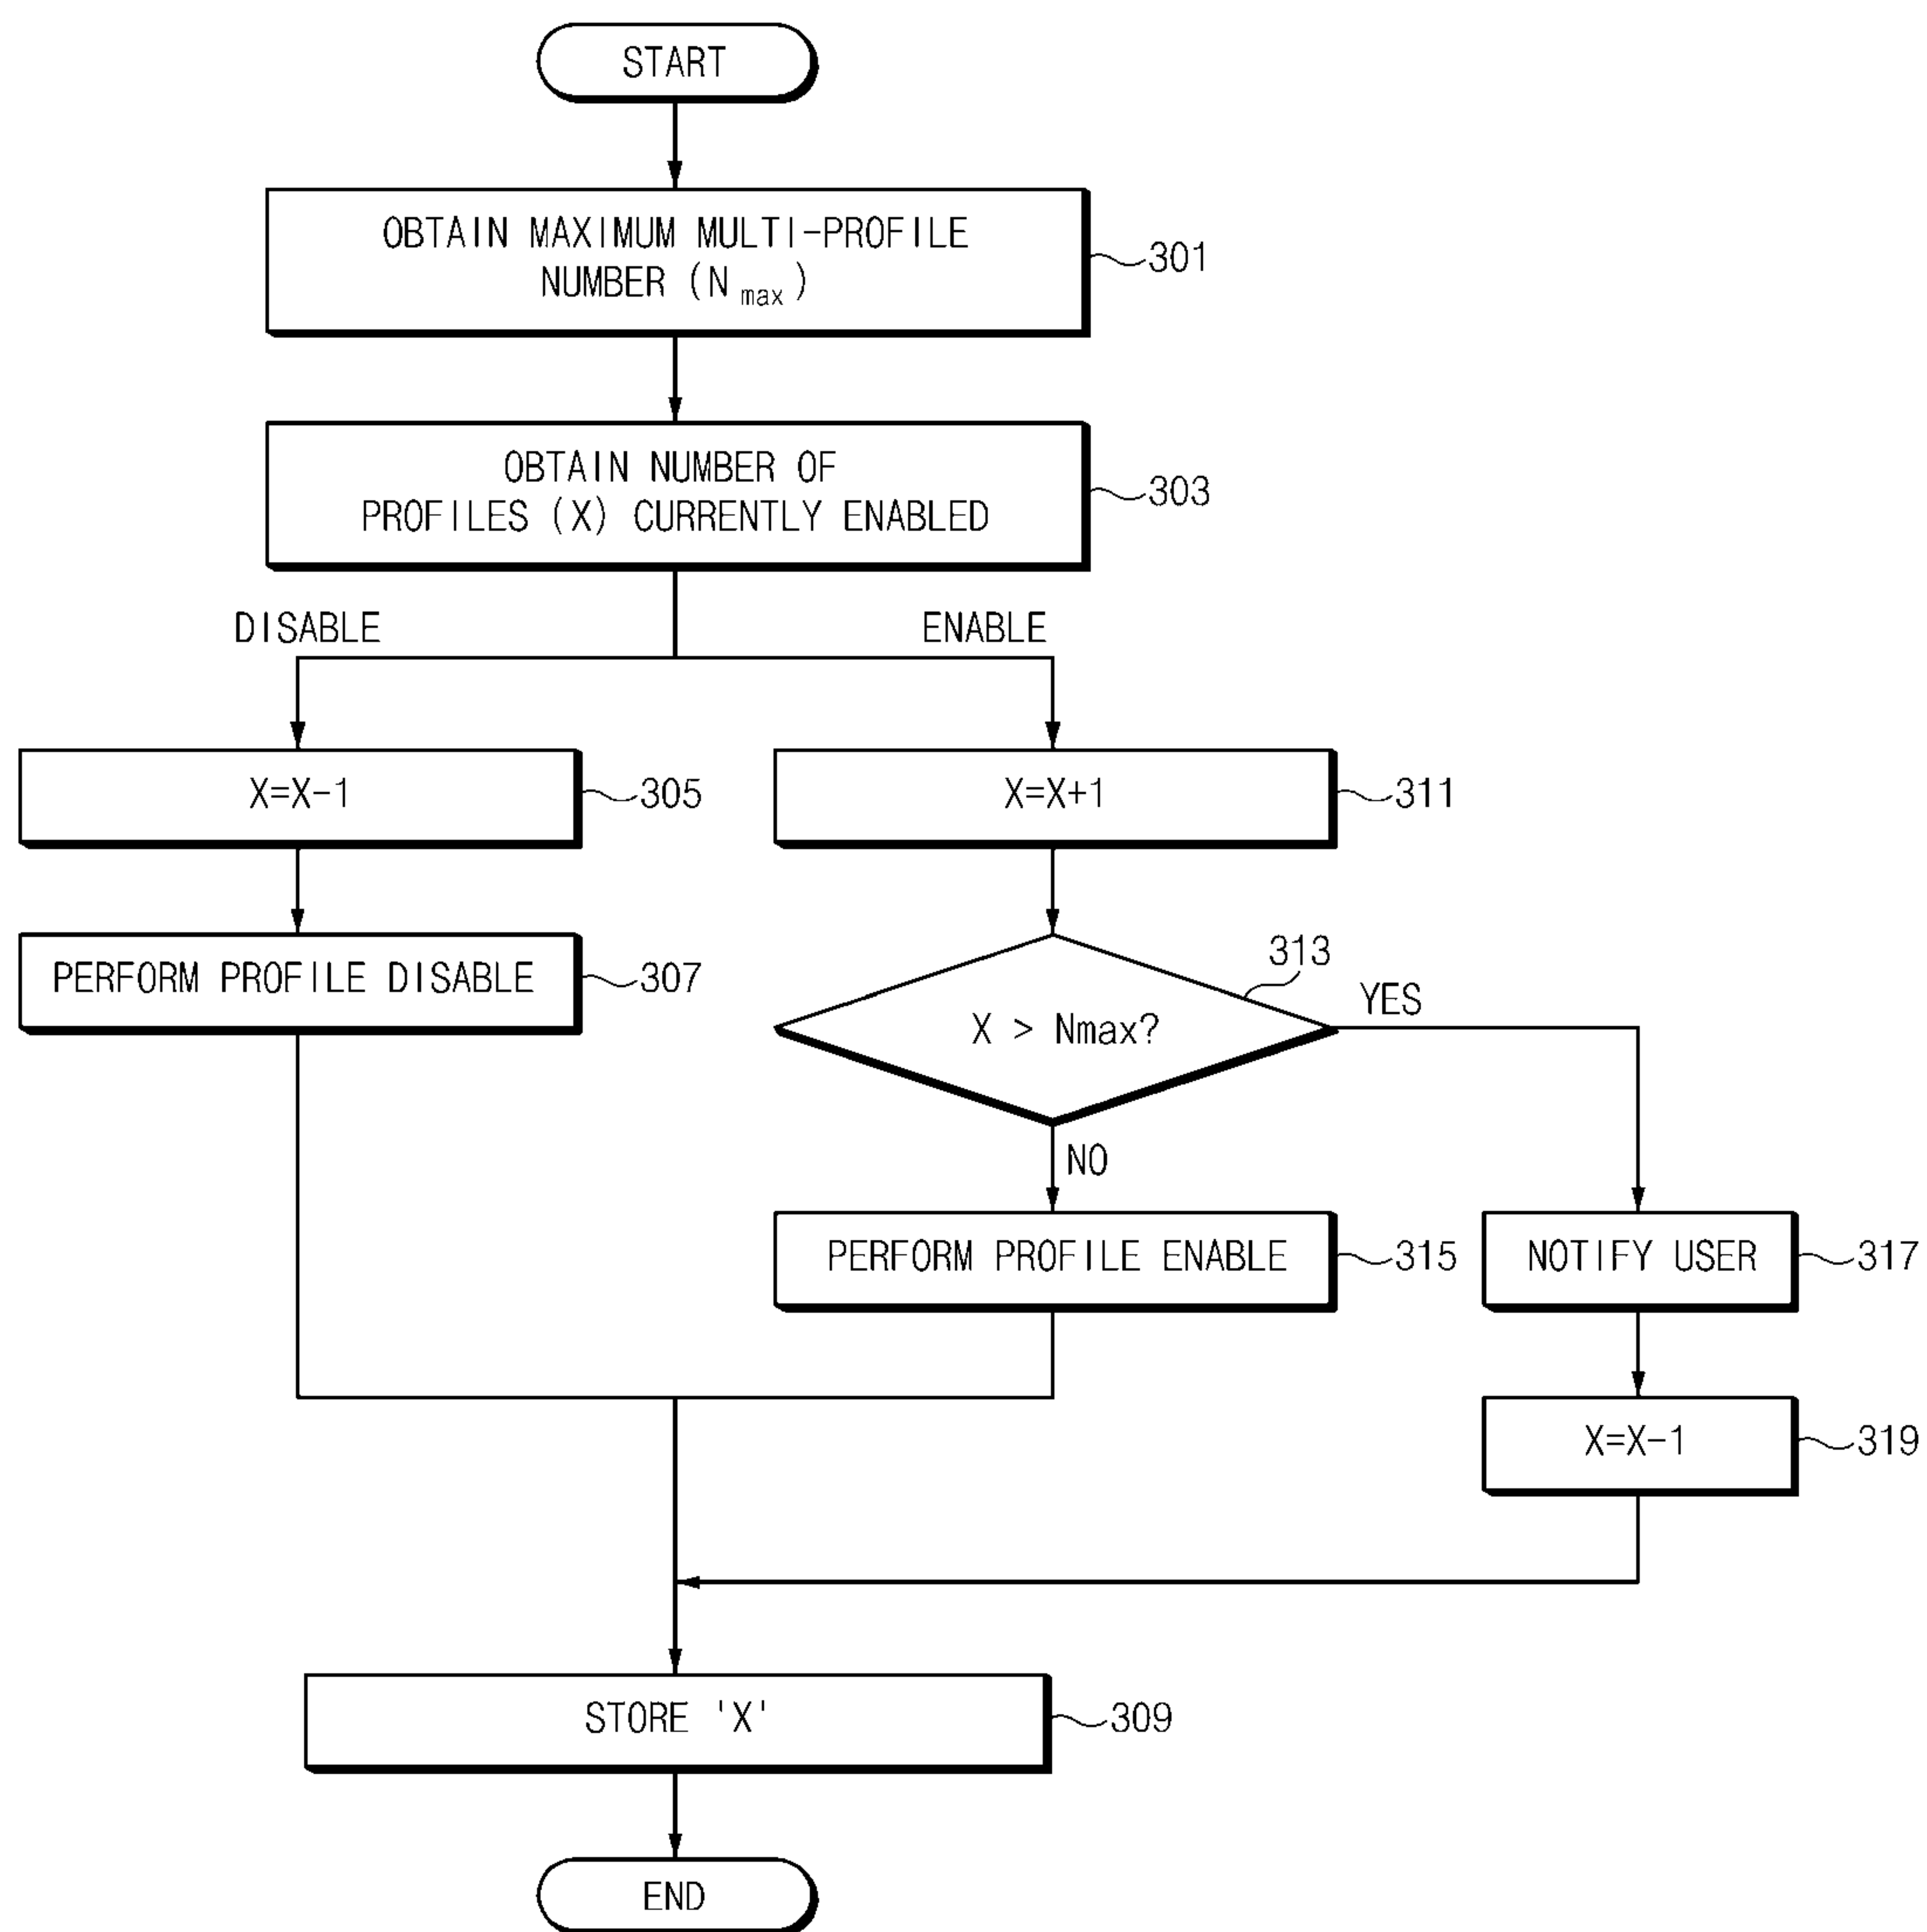 START
OBTAIN MAXIMUM MULTI-PROFILE
NUMBER (Nmax)
301
OBTAIN NUMBER OF
PROFILES (X) CURRENTLY ENABLED
303
DISABLE
ENABLE
X=X-1
305
X=X+1
311
PERFORM PROFILE DISABLE
307
313
X > Nmax?
YES
NO
PERFORM PROFILE ENABLE
315
NOTIFY USER
317
X=X-1
319
STORE 'X'
309
END